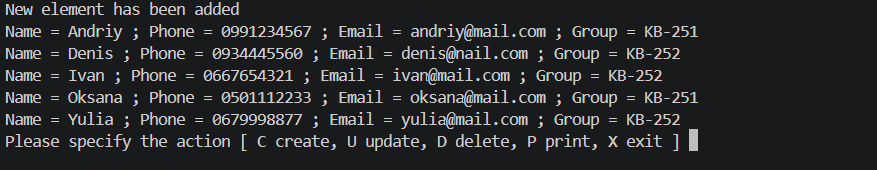 New element has been added
Name = Andriy ; Phone = 0991234567 ; Email = andriy@mail.com ; Group = KB-251
Name = Denis ; Phone = 0934445560 ; Email = denis@nail.com ; Group = KB-252
Name = Ivan ; Phone = 0667654321 ; Email = ivan@mail.com ; Group = KB-252
Name = Oksana ; Phone = 0501112233 ; Email = oksana@mail.com ; Group = KB-251
Name = Yulia ; Phone = 0679998877 ; Email = yulia@mail.com ; Group = KB-252
Please specify the action [ C create, U update, D delete, P print, X exit ]